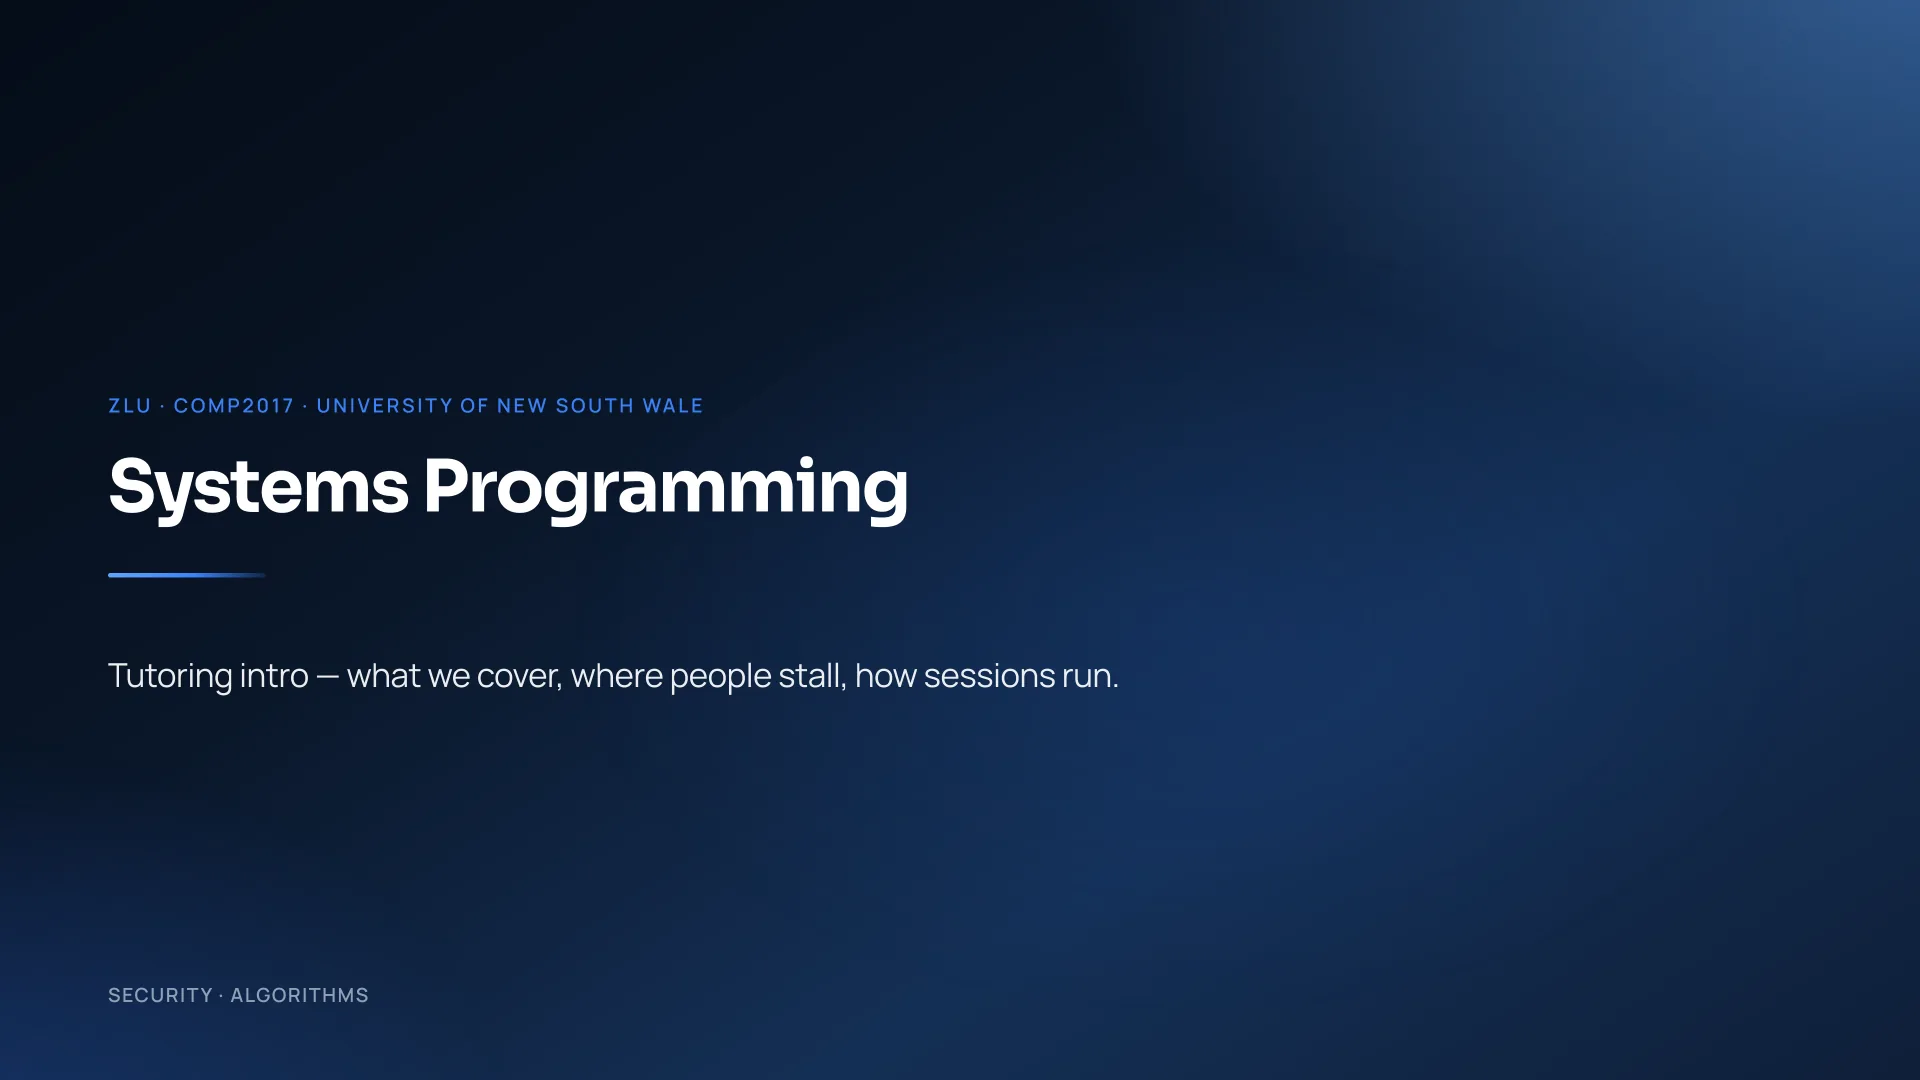 ZLU · COMP2017 · UNIVERSITY OF NEW SOUTH WALE
Systems Programming
Tutoring intro — what we cover, where people stall, how sessions run.
SECURITY · ALGORITHMS